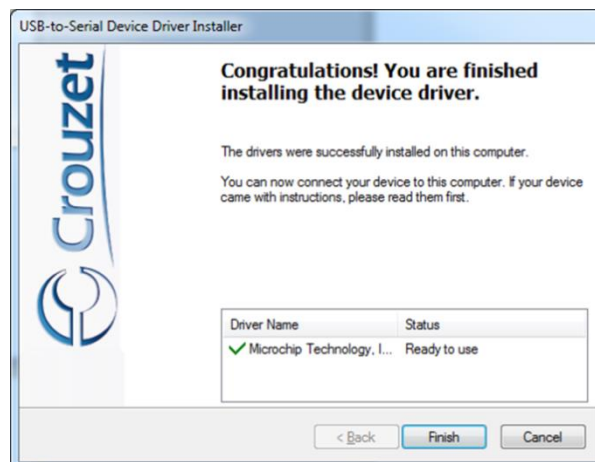 USB-to-Serial Device Driver Installer
Crouzet
Congratulations! You are finished
installing the device driver.
The drivers were successfully installed on this computer.
You can now connect your device to this computer. If your device
came with instructions, please read them first.
Driver Name Status
Microchip Technology, I... Ready to use
< Back Finish Cancel